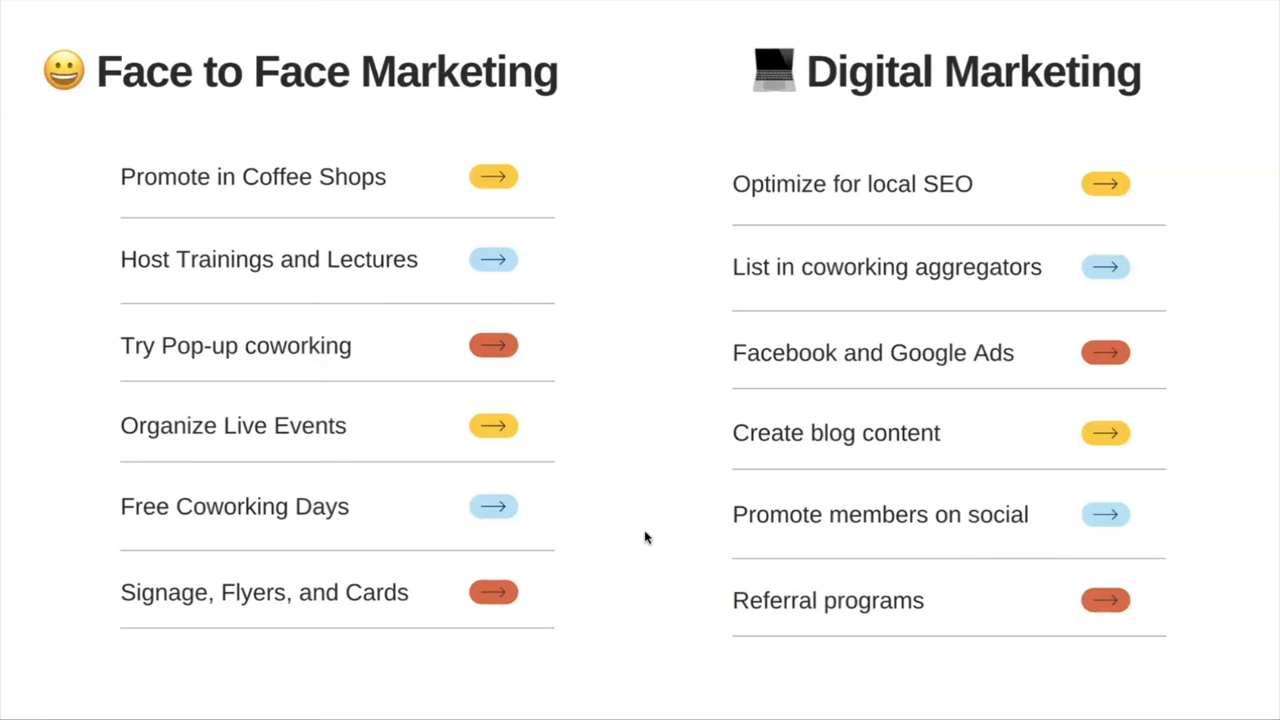 Face to Face Marketing
Promote in Coffee Shops
Host Trainings and Lectures
Try Pop-up coworking
Organize Live Events
Free Coworking Days
Signage, Flyers, and Cards
Digital Marketing
Optimize for local SEO
List in coworking aggregators
Facebook and Google Ads
Create blog content
Promote members on social
Referral programs